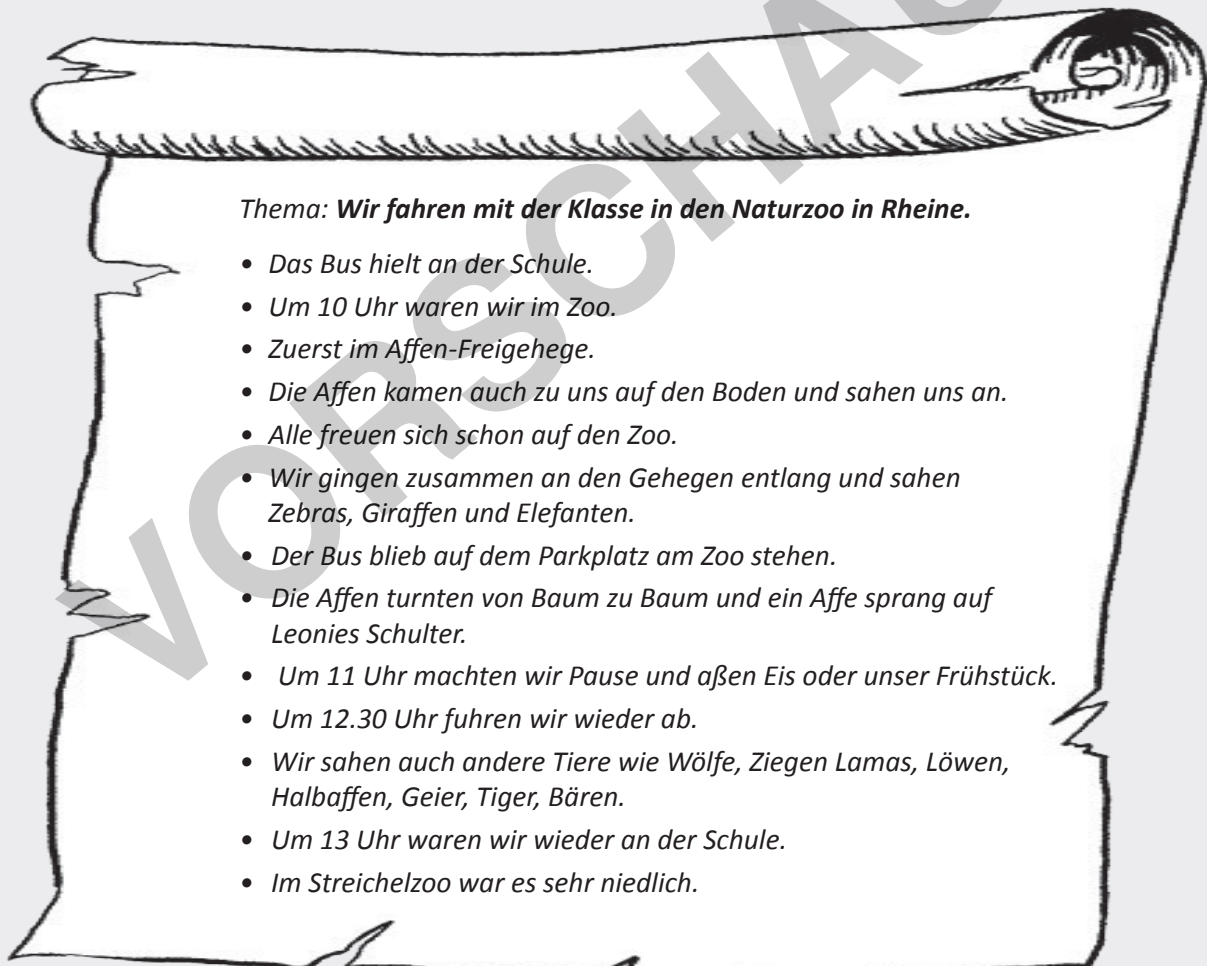 Thema: Wir fahren mit der Klasse in den Naturzoo in Rheine.
• Das Bus hielt an der Schule.
• Um 10 Uhr waren wir im Zoo.
• Zuerst im Affen-Freigehege.
• Die Affen kamen auch zu uns auf den Boden und sahen uns an.
• Alle freuen sich schon auf den Zoo.
• Wir gingen zusammen an den Gehegen entlang und sahen
Zebras, Giraffen und Elefanten.
• Der Bus blieb auf dem Parkplatz am Zoo stehen.
• Die Affen turnten von Baum zu Baum und ein Affe sprang auf
Leonies Schulter.
• Um 11 Uhr machten wir Pause und aßen Eis oder unser Frühstück.
• Um 12.30 Uhr fuhren wir wieder ab.
• Wir sahen auch andere Tiere wie Wölfe, Ziegen Lamas, Löwen,
Halbaffen, Geier, Tiger, Bären.
• Um 13 Uhr waren wir wieder an der Schule.
• Im Streichelzoo war es sehr niedlich.
VORSCHAU